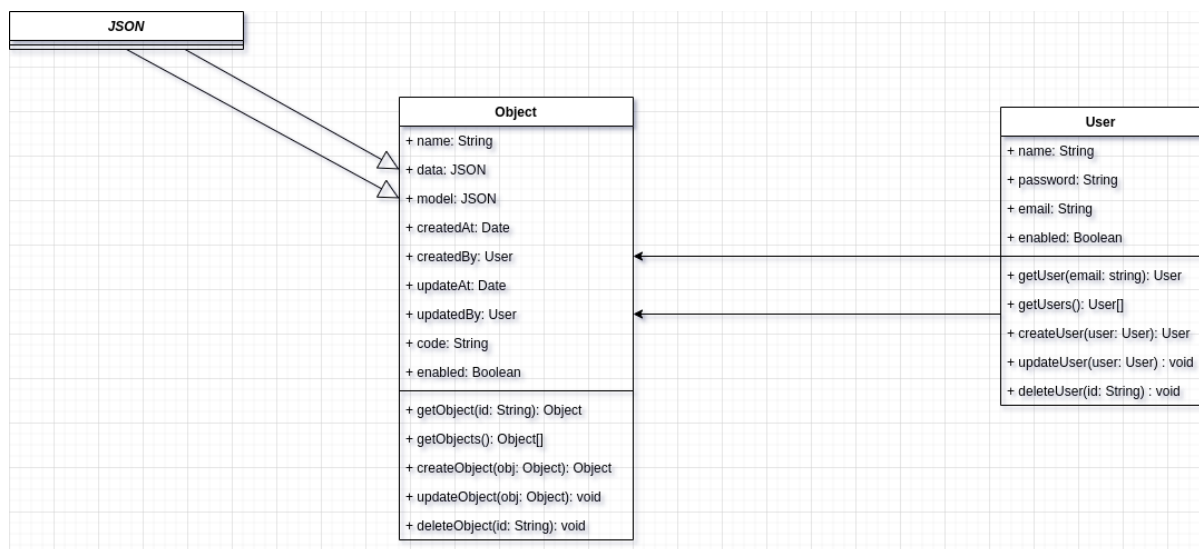 JSON
Object
+ name: String
+ data: JSON
+ model: JSON
+ createdAt: Date
+ createdBy: User
+ updateAt: Date
+ updatedBy: User
+ code: String
+ enabled: Boolean
+ getObject(id: String): Object
+ getObjects(): Object[]
+ createObject(obj: Object): Object
+ updateObject(obj: Object): void
+ deleteObject(id: String): void
User
+ name: String
+ password: String
+ email: String
+ enabled: Boolean
+ getUser(email: string): User
+ getUsers(): User[]
+ createUser(user: User): User
+ updateUser(user: User) : void
+ deleteUser(id: String) : void